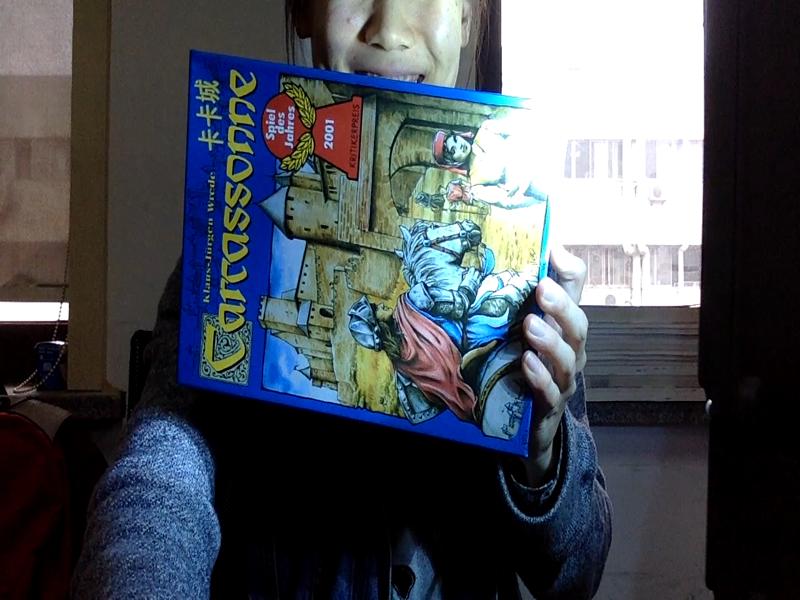 卡卡城
Klaus-Jürgen Wrede
Carcassonne
Spiel
des
Jahres
2001
KRITIKERPREIS